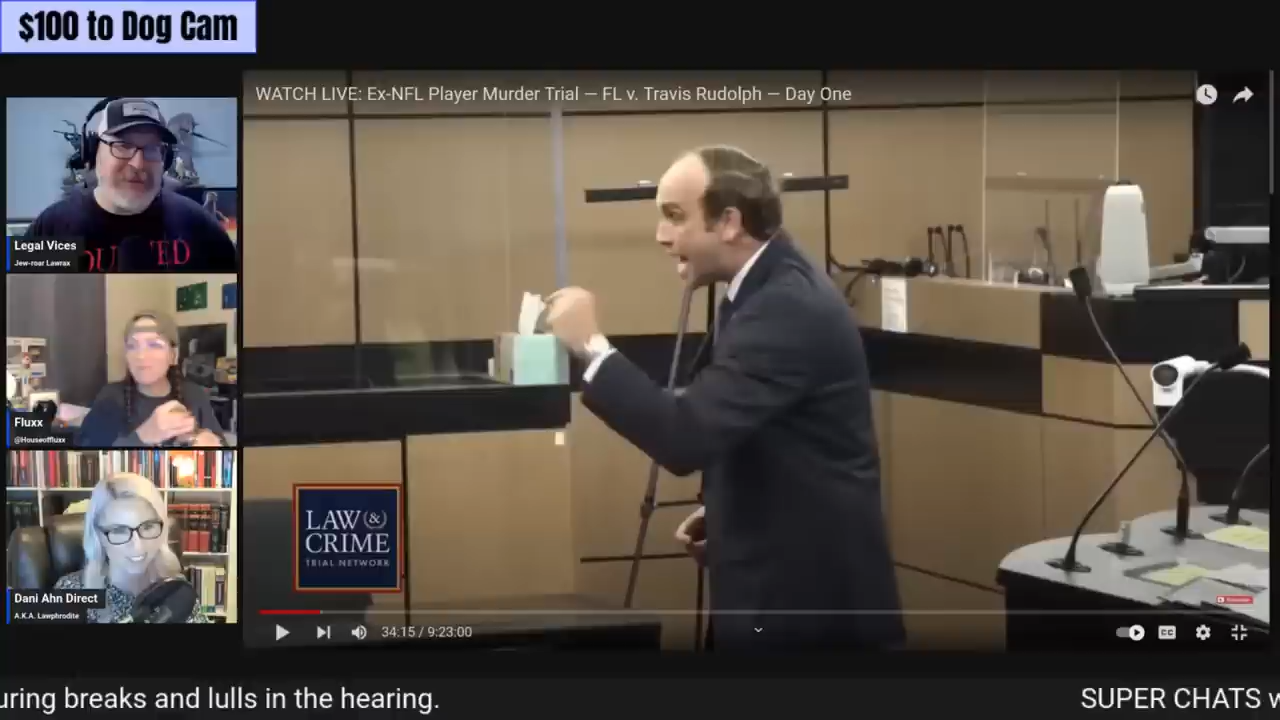 $100 to Dog Cam
WATCH LIVE: Ex-NFL Player Murder Trial — FL v. Travis Rudolph — Day One
Legal Vices
Jew-roar Lawrax
Fluxx
@Houseoffluxx
Dani Ahn Direct
A.K.A. Lawphrodite
LAW &
CRIME
TRIAL NETWORK
34:15 / 9:23:00
CC
uring breaks and lulls in the hearing.
SUPER CHATS w